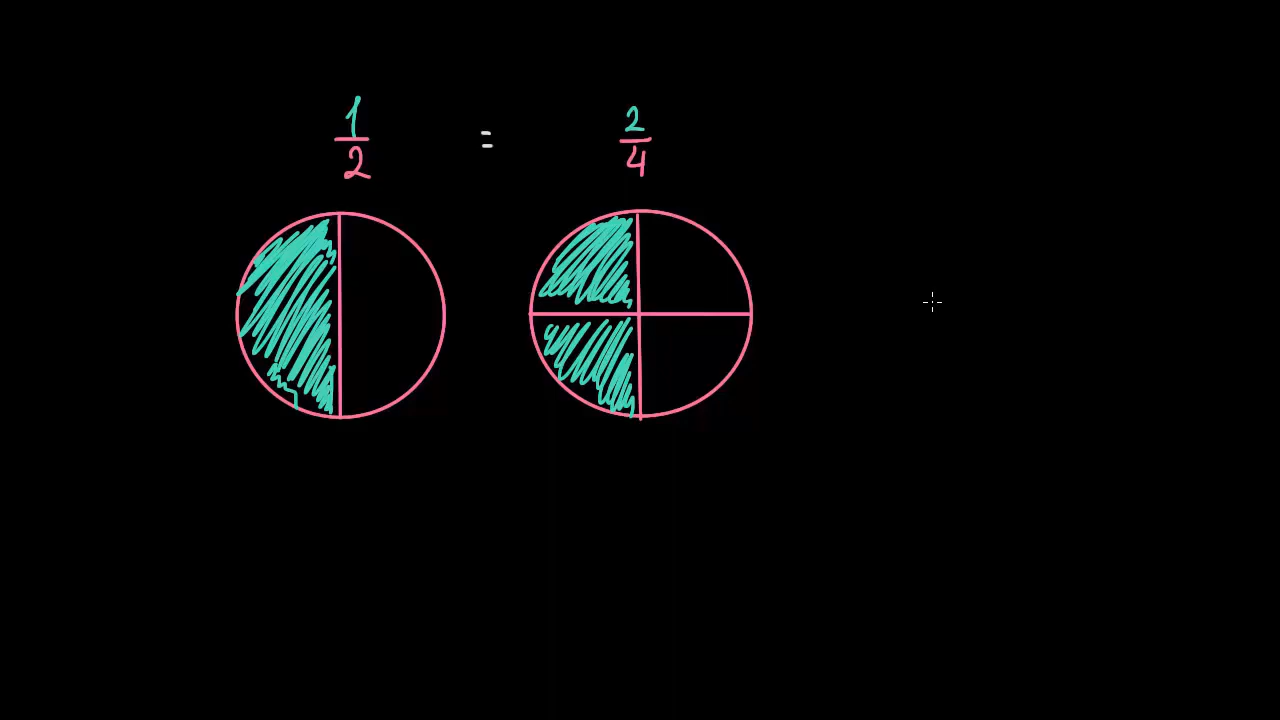 1/2 = 2/4